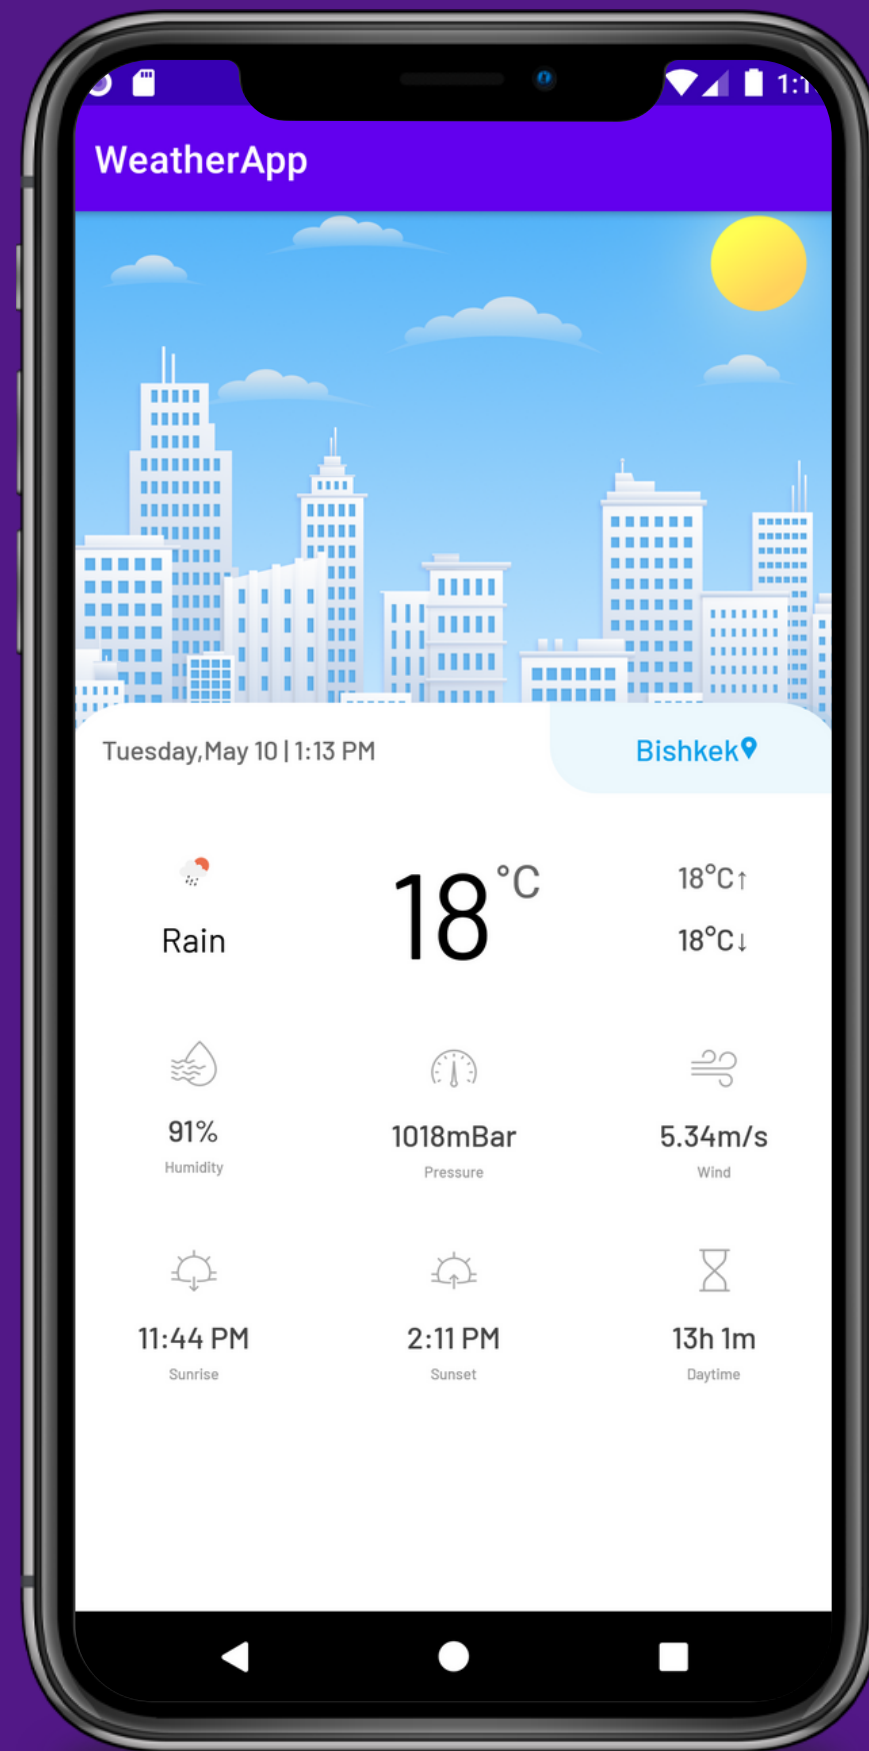 WeatherApp
Tuesday,May 10 | 1:13 PM
Bishkek
Rain
18°C
18°C↑
18°C↓
91%
Humidity
1018mBar
Pressure
5.34m/s
Wind
11:44 PM
Sunrise
2:11 PM
Sunset
13h 1m
Daytime